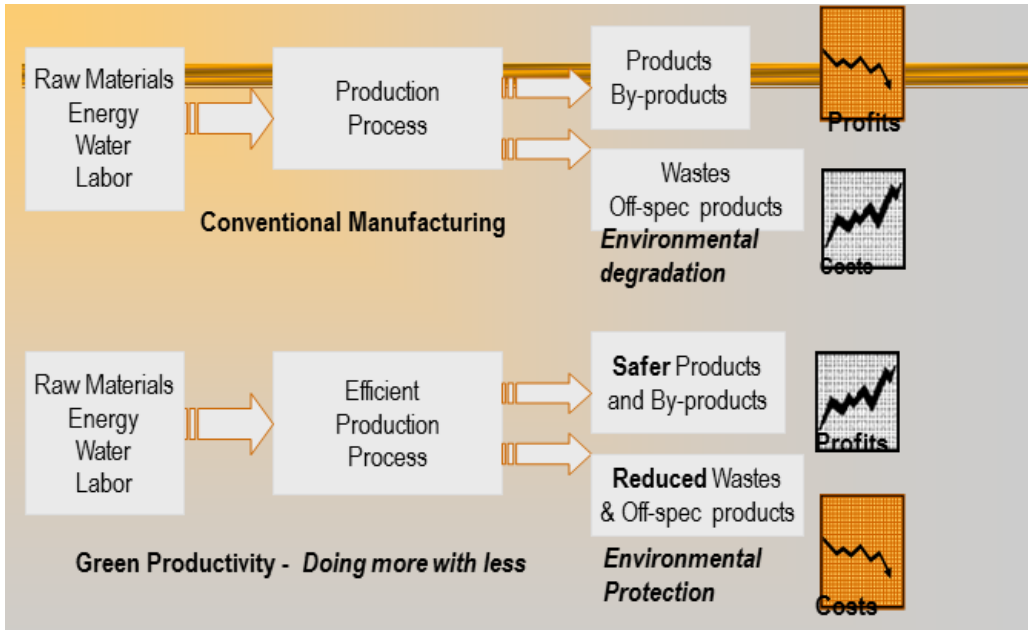 Raw Materials
Energy
Water
Labor
Production
Process
Products
By-products
Profits
Wastes
Off-spec products
Conventional Manufacturing
Environmental
degradation
Costs
Raw Materials
Energy
Water
Labor
Efficient
Production
Process
Safer Products
and By-products
Profits
Reduced Wastes
& Off-spec products
Green Productivity - Doing more with less
Environmental
Protection
Costs